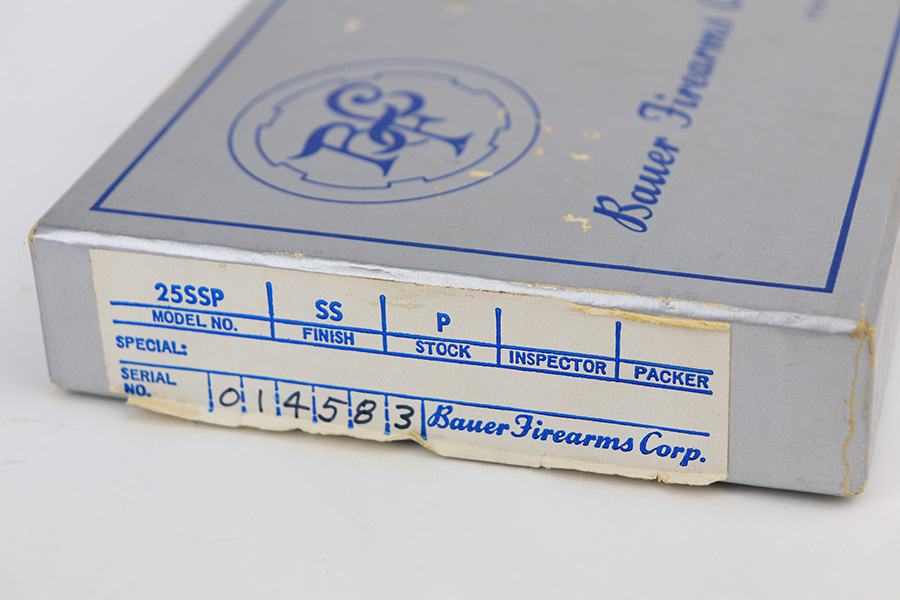 B&F
Bauer Firearms C
25SSP SS P
MODEL NO. FINISH STOCK INSPECTOR PACKER
SPECIAL:
SERIAL NO. 014583 Bauer Firearms Corp.